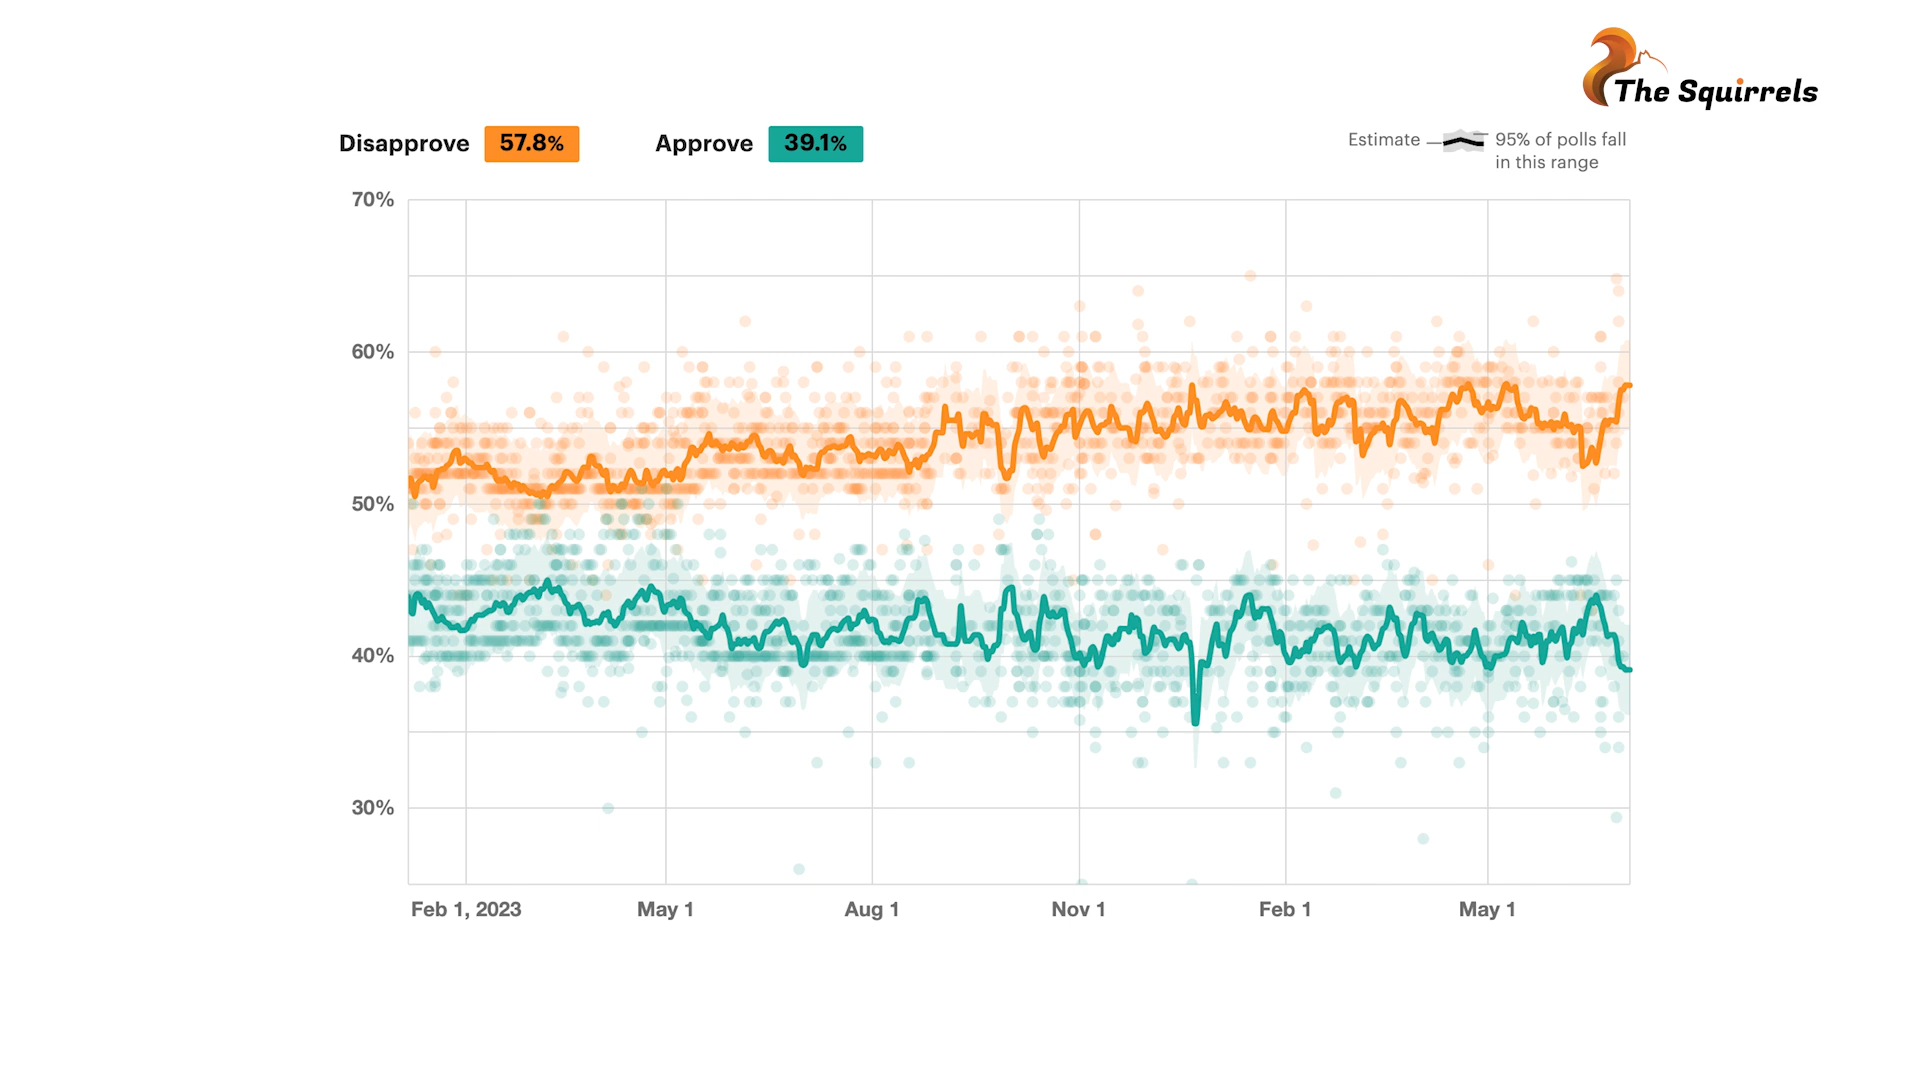 The Squirrels
Disapprove 57.8% Approve 39.1%
Estimate 95% of polls fall
in this range
70%
60%
50%
40%
30%
Feb 1, 2023 May 1 Aug 1 Nov 1 Feb 1 May 1